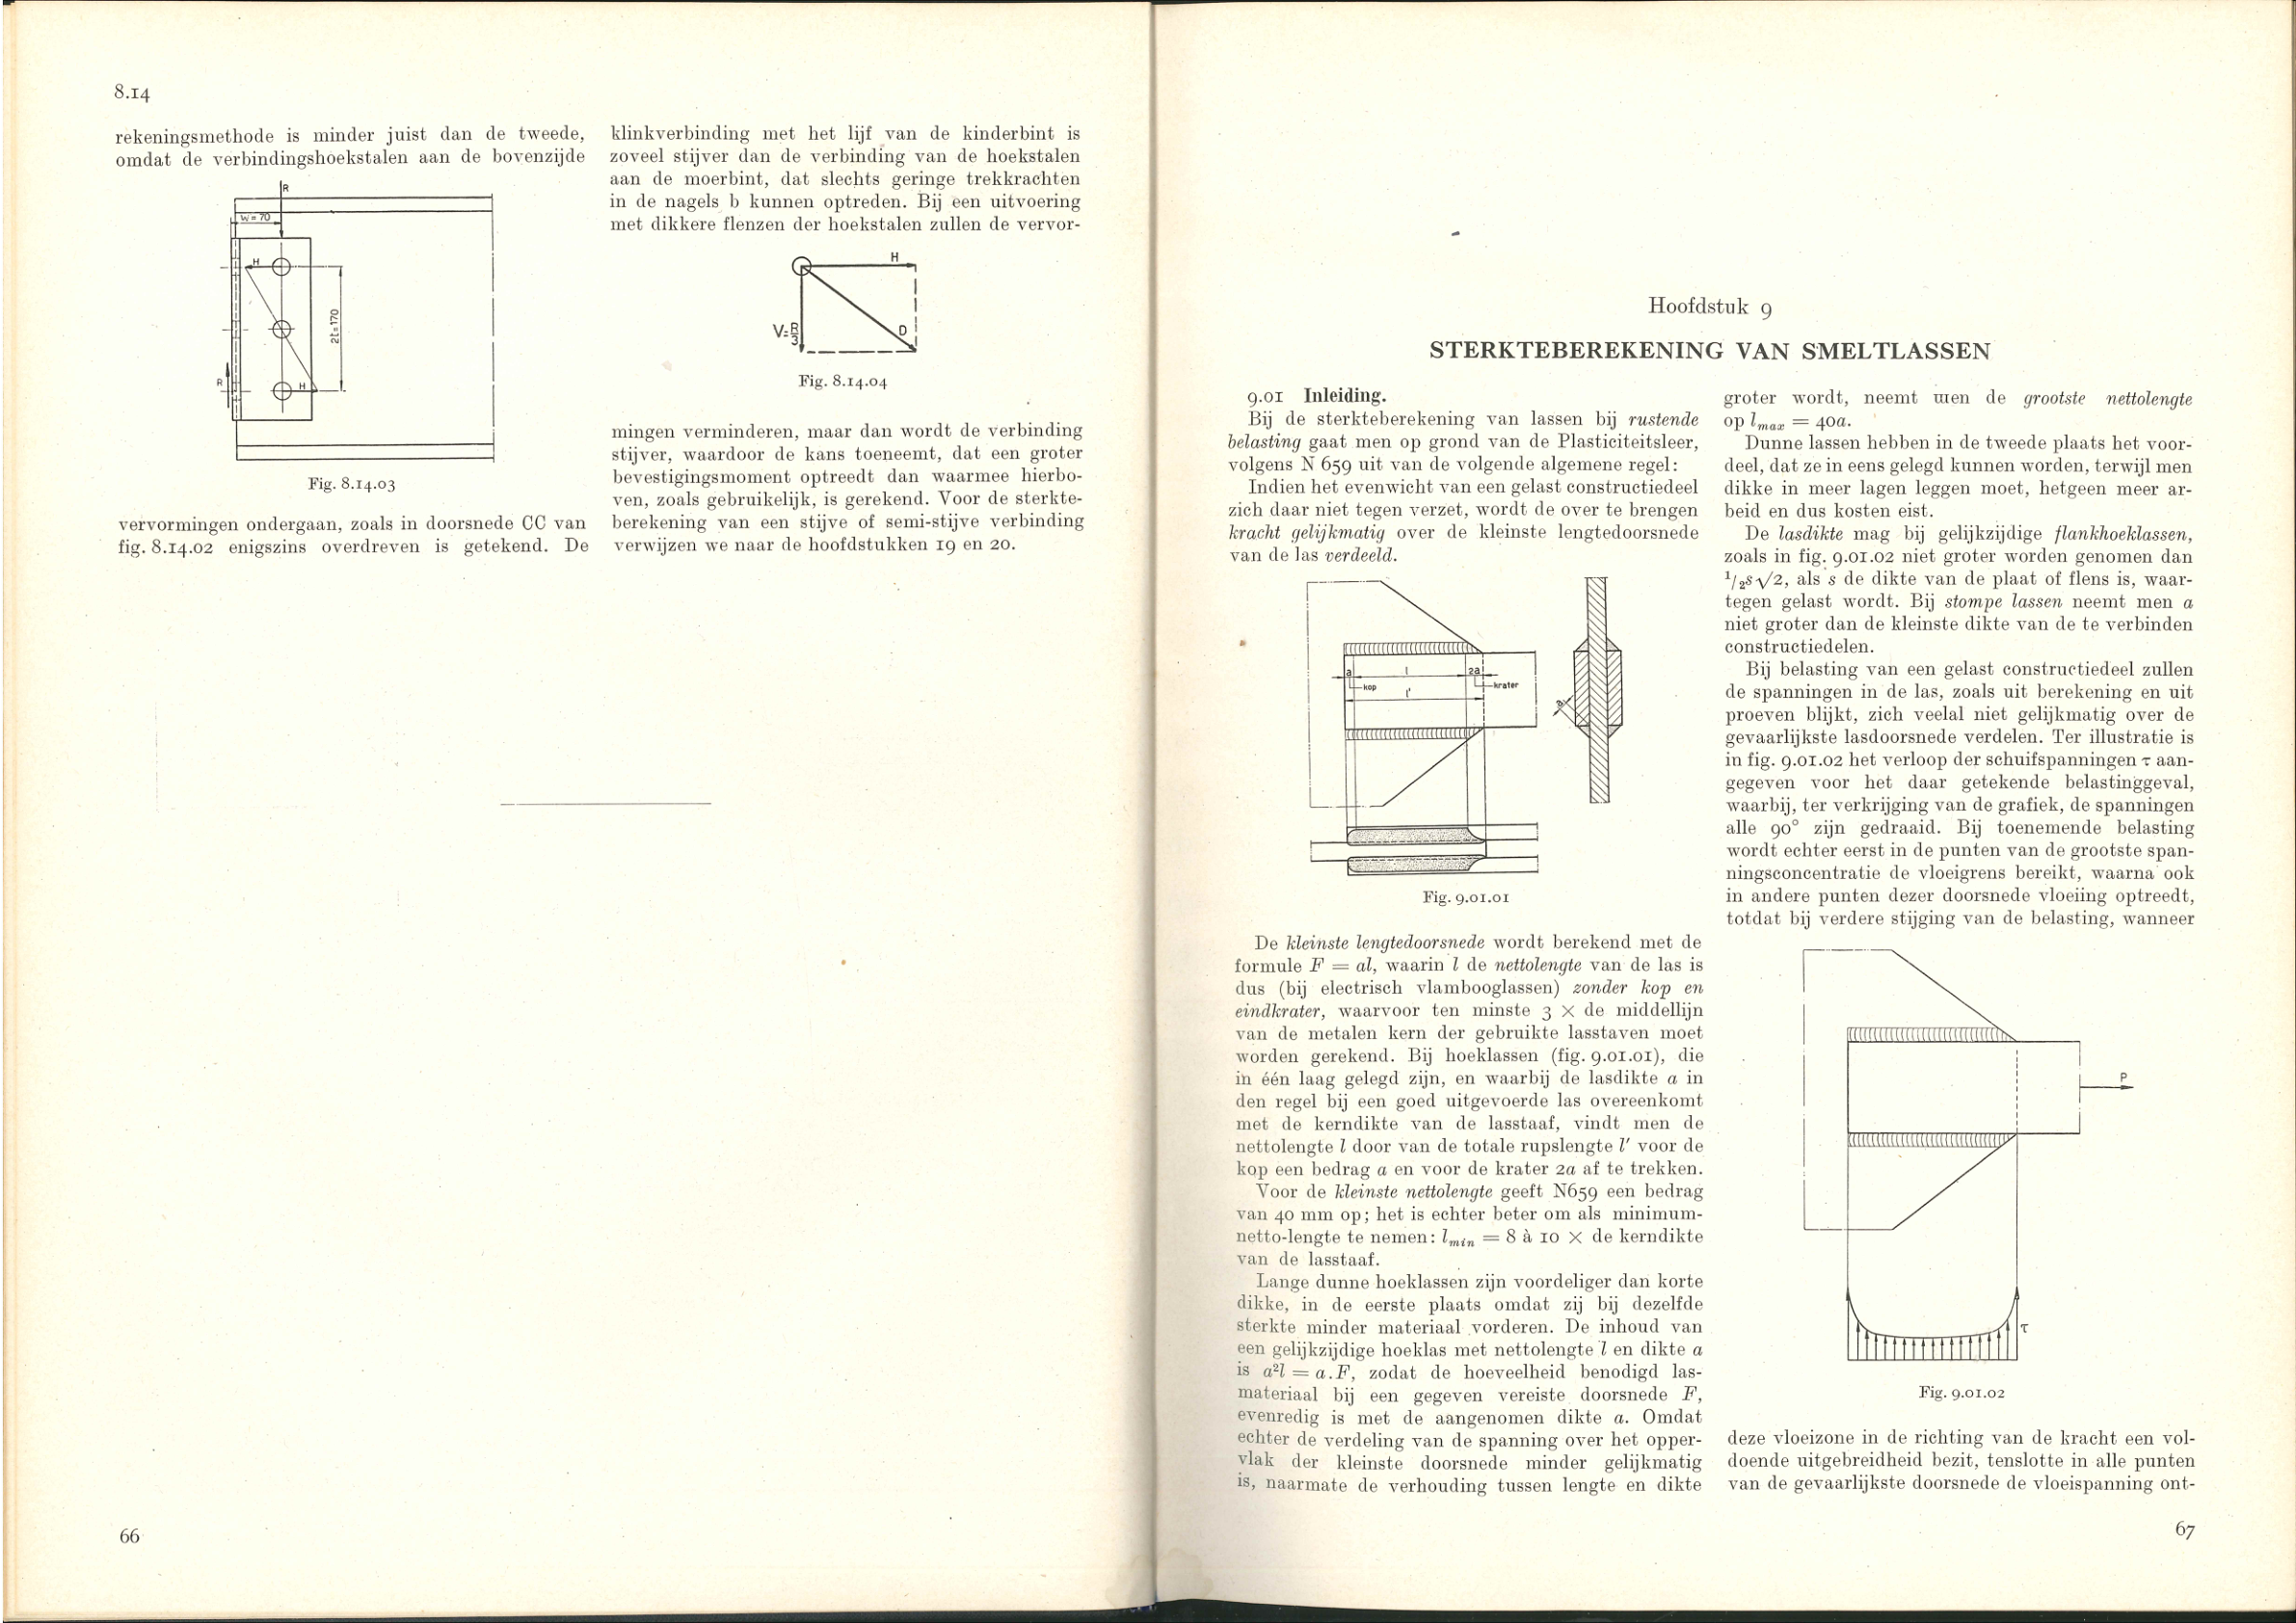 8.14
rekeningsmethode is minder juist dan de tweede,
omdat de verbindingshoekstalen aan de bovenzijde
R
w = 70
H
2t=170
R
H
Fig. 8.14.03
vervormingen ondergaan, zoals in doorsnede CC van
fig. 8.14.02 enigszins overdreven is getekend. De
klinkverbinding met het lijf van de kinderbint is
zoveel stijver dan de verbinding van de hoekstalen
aan de moerbint, dat slechts geringe trekkrachten
in de nagels b kunnen optreden. Bij een uitvoering
met dikkere flenzen der hoekstalen zullen de vervor-
H
V=R/3
D
Fig. 8.14.04
mingen verminderen, maar dan wordt de verbinding
stijver, waardoor de kans toeneemt, dat een groter
bevestigingsmoment optreedt dan waarmee hierbo-
ven, zoals gebruikelijk, is gerekend. Voor de sterkte-
berekening van een stijve of semi-stijve verbinding
verwijzen we naar de hoofdstukken 19 en 20.
66
Hoofdstuk 9
STERKTEBEREKENING VAN SMELTLASSEN
9.01 Inleiding.
Bij de sterkteberekening van lassen bij rustende
belasting gaat men op grond van de Plasticiteitsleer,
volgens N 659 uit van de volgende algemene regel:
Indien het evenwicht van een gelast constructiedeel
zich daar niet tegen verzet, wordt de over te brengen
kracht gelijkmatig over de kleinste lengtedoorsnede
van de las verdeeld.
a
l
2a
kop
l'
krater
a
Fig. 9.01.01
De kleinste lengtedoorsnede wordt berekend met de
formule F = al, waarin l de nettolengte van de las is
dus (bij electrisch vlambooglassen) zonder kop en
eindkrater, waarvoor ten minste 3 × de middellijn
van de metalen kern der gebruikte lasstaven moet
worden gerekend. Bij hoeklassen (fig. 9.01.01), die
in één laag gelegd zijn, en waarbij de lasdikte a in
den regel bij een goed uitgevoerde las overeenkomt
met de kerndikte van de lasstaaf, vindt men de
nettolengte l door van de totale rupslengte l' voor de
kop een bedrag a en voor de krater 2a af te trekken.
Voor de kleinste nettolengte geeft N659 een bedrag
van 40 mm op; het is echter beter om als minimum-
netto-lengte te nemen: lmin = 8 à 10 × de kerndikte
van de lasstaaf.
Lange dunne hoeklassen zijn voordeliger dan korte
dikke, in de eerste plaats omdat zij bij dezelfde
sterkte minder materiaal vorderen. De inhoud van
een gelijkzijdige hoeklas met nettolengte l en dikte a
is a²l = a.F, zodat de hoeveelheid benodigd las-
materiaal bij een gegeven vereiste doorsnede F,
evenredig is met de aangenomen dikte a. Omdat
echter de verdeling van de spanning over het opper-
vlak der kleinste doorsnede minder gelijkmatig
is, naarmate de verhouding tussen lengte en dikte
groter wordt, neemt men de grootste nettolengte
op lmax = 40a.
Dunne lassen hebben in de tweede plaats het voor-
deel, dat ze in eens gelegd kunnen worden, terwijl men
dikke in meer lagen leggen moet, hetgeen meer ar-
beid en dus kosten eist.
De lasdikte mag bij gelijkzijdige flankhoeklassen,
zoals in fig. 9.01.02 niet groter worden genomen dan
1/2s√2, als s de dikte van de plaat of flens is, waar-
tegen gelast wordt. Bij stompe lassen neemt men a
niet groter dan de kleinste dikte van de te verbinden
constructiedelen.
Bij belasting van een gelast constructiedeel zullen
de spanningen in de las, zoals uit berekening en uit
proeven blijkt, zich veelal niet gelijkmatig over de
gevaarlijkste lasdoorsnede verdelen. Ter illustratie is
in fig. 9.01.02 het verloop der schuifspanningen τ aan-
gegeven voor het daar getekende belastinggeval,
waarbij, ter verkrijging van de grafiek, de spanningen
alle 90° zijn gedraaid. Bij toenemende belasting
wordt echter eerst in de punten van de grootste span-
ningsconcentratie de vloeigrens bereikt, waarna ook
in andere punten dezer doorsnede vloeiing optreedt,
totdat bij verdere stijging van de belasting, wanneer
P
τ
Fig. 9.01.02
deze vloeizone in de richting van de kracht een vol-
doende uitgebreidheid bezit, tenslotte in alle punten
van de gevaarlijkste doorsnede de vloeispanning ont-
67